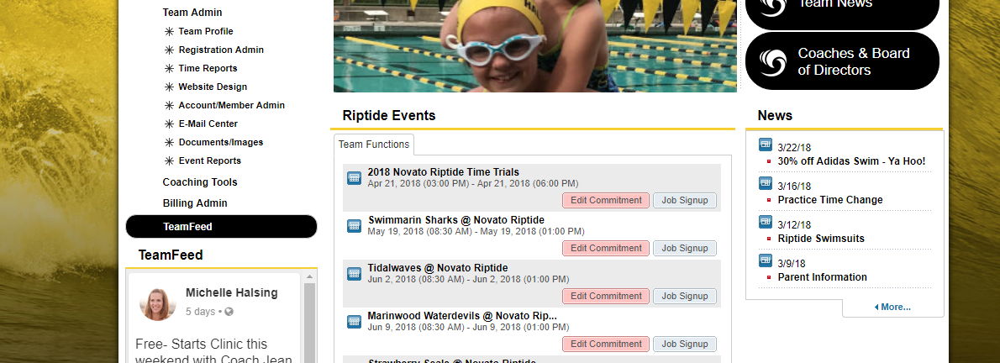 Team Admin
Team Profile
Registration Admin
Time Reports
Website Design
Account/Member Admin
E-Mail Center
Documents/Images
Event Reports
Coaching Tools
Billing Admin
TeamFeed
TeamFeed
Michelle Halsing
5 days •
Free- Starts Clinic this
weekend with Coach Jean
Riptide Events
Team Functions
2018 Novato Riptide Time Trials
Apr 21, 2018 (03:00 PM) - Apr 21, 2018 (06:00 PM)
Edit Commitment Job Signup
Swimmarin Sharks @ Novato Riptide
May 19, 2018 (08:30 AM) - May 19, 2018 (01:00 PM)
Edit Commitment Job Signup
Tidalwaves @ Novato Riptide
Jun 2, 2018 (08:30 AM) - Jun 2, 2018 (01:00 PM)
Edit Commitment Job Signup
Marinwood Waterdevils @ Novato Rip...
Jun 9, 2018 (08:30 AM) - Jun 9, 2018 (01:00 PM)
Edit Commitment Job Signup
Strawberry Seals @ Novato Riptide
Team News
Coaches & Board
of Directors
News
3/22/18
30% off Adidas Swim - Ya Hoo!
3/16/18
Practice Time Change
3/12/18
Riptide Swimsuits
3/9/18
Parent Information
More...